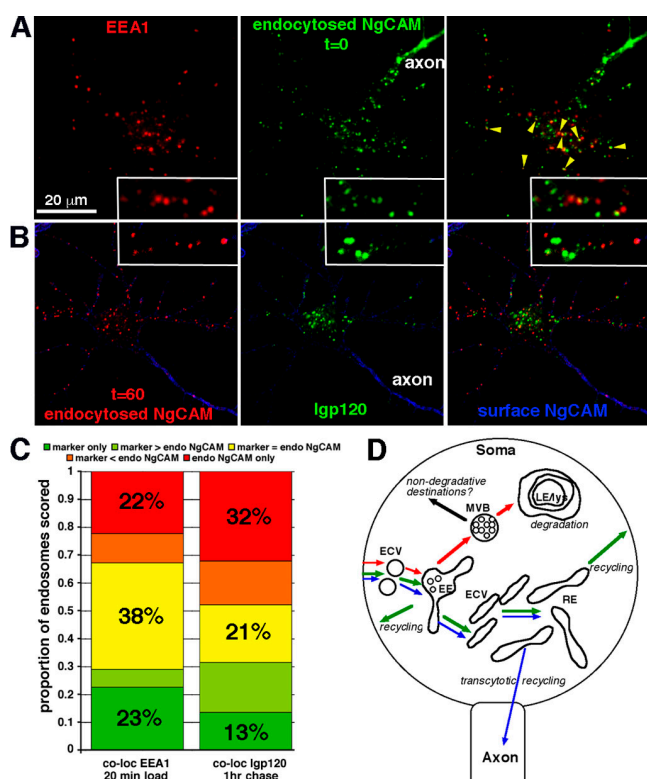 A
EEA1
endocytosed NgCAM
t=0
axon
20 μm
B
t=60
endocytosed NgCAM
lgp120
axon
surface NgCAM
C
marker only
marker > endo NgCAM
marker = endo NgCAM
marker < endo NgCAM
endo NgCAM only
proportion of endosomes scored
1
0.9
0.8
0.7
0.6
0.5
0.4
0.3
0.2
0.1
0
22%
38%
23%
32%
21%
13%
co-loc EEA1
20 min load
co-loc lgp120
1hr chase
D
Soma
non-degradative
destinations?
MVB
LE/lys
degradation
ECV
EE
ECV
RE
recycling
recycling
transcytotic recycling
Axon